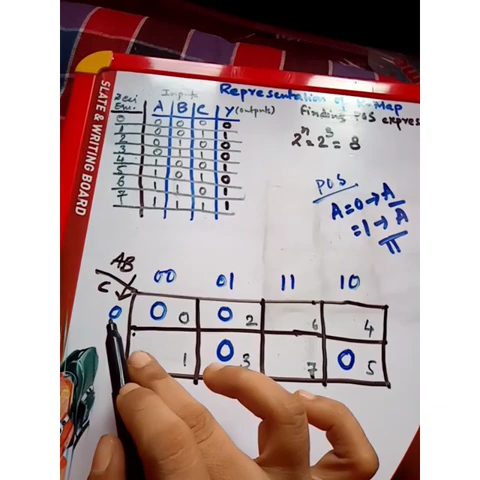 SLATE & WRITING BOARD
Representation of K-Map
Inputs
Deci Equ. A B C Y(outputs)
Finding POS express
0 0 0 0 0
1 0 0 1 1
2 0 1 0 0
3 0 1 1 0
4 1 0 0 1
5 1 0 1 0
6 1 1 0 1
7 1 1 1 1
2ⁿ = 2³ = 8
POS
A=0→A
=1→A̅
π
AB
C
00 01 11 10
0 0 0 0 2 6 4
1 0 3 7 0 5